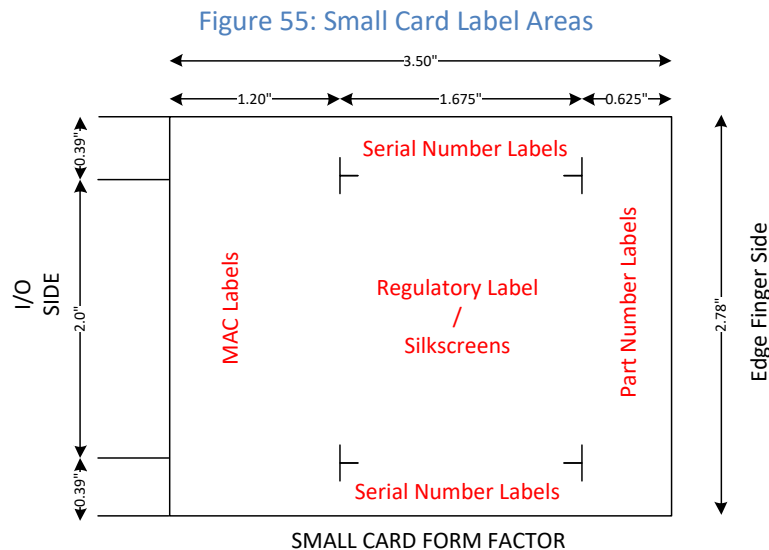 Figure 55: Small Card Label Areas
3.50"
1.20"
1.675"
0.625"
0.39"
Serial Number Labels
I/O
SIDE
2.0"
MAC Labels
Regulatory Label
/
Silkscreens
Part Number Labels
2.78"
Edge Finger Side
0.39"
Serial Number Labels
SMALL CARD FORM FACTOR